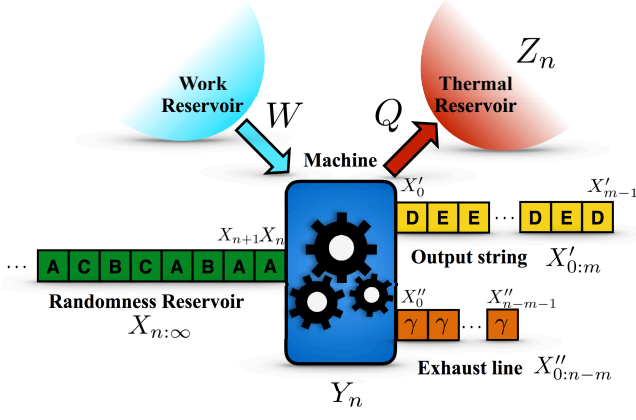 Work
Reservoir
W
Q
Thermal
Reservoir
Z_n
Machine
X'_0
X'_{m-1}
D E E ... D E D
Output string X'_{0:m}
X_{n+1} X_n
... A C B C A B A A
Randomness Reservoir
X_{n:∞}
X''_0
X''_{n-m-1}
γ γ ... γ
Exhaust line X''_{0:n-m}
Y_n